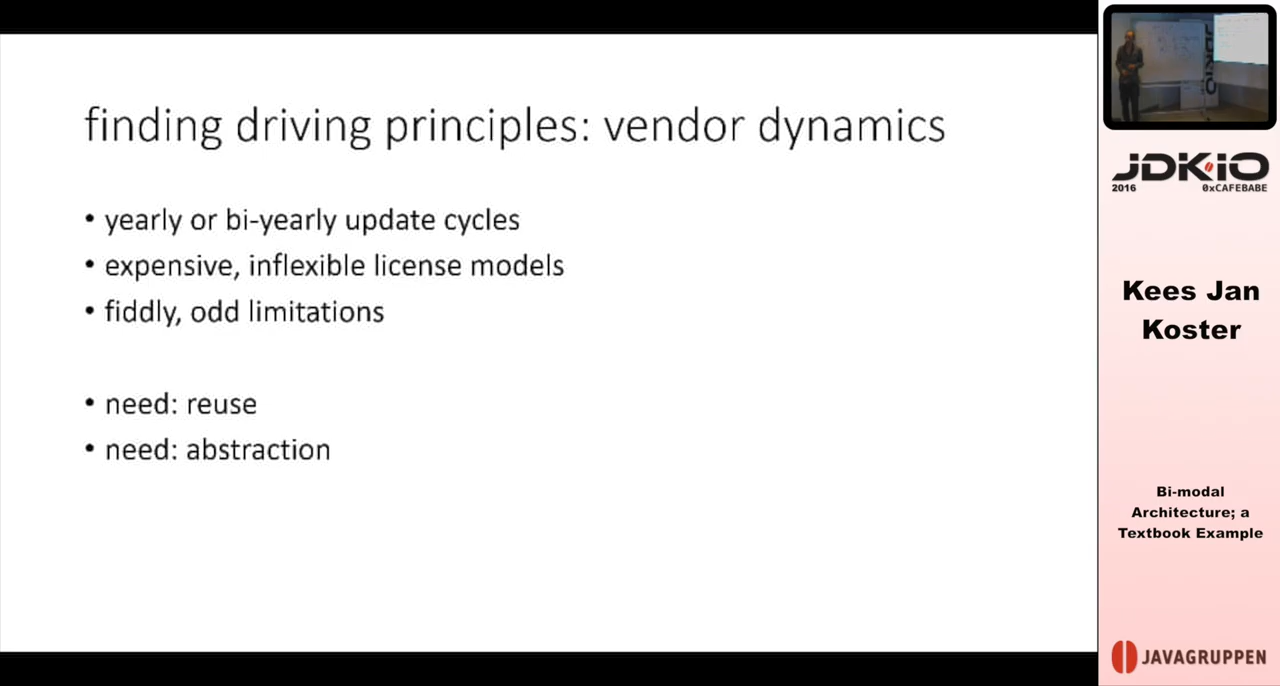 finding driving principles: vendor dynamics
• yearly or bi-yearly update cycles
• expensive, inflexible license models
• fiddly, odd limitations
• need: reuse
• need: abstraction
JDK.IO
2016 0xCAFEBABE
Kees Jan
Koster
Bi-modal
Architecture; a
Textbook Example
JAVAGRUPPEN